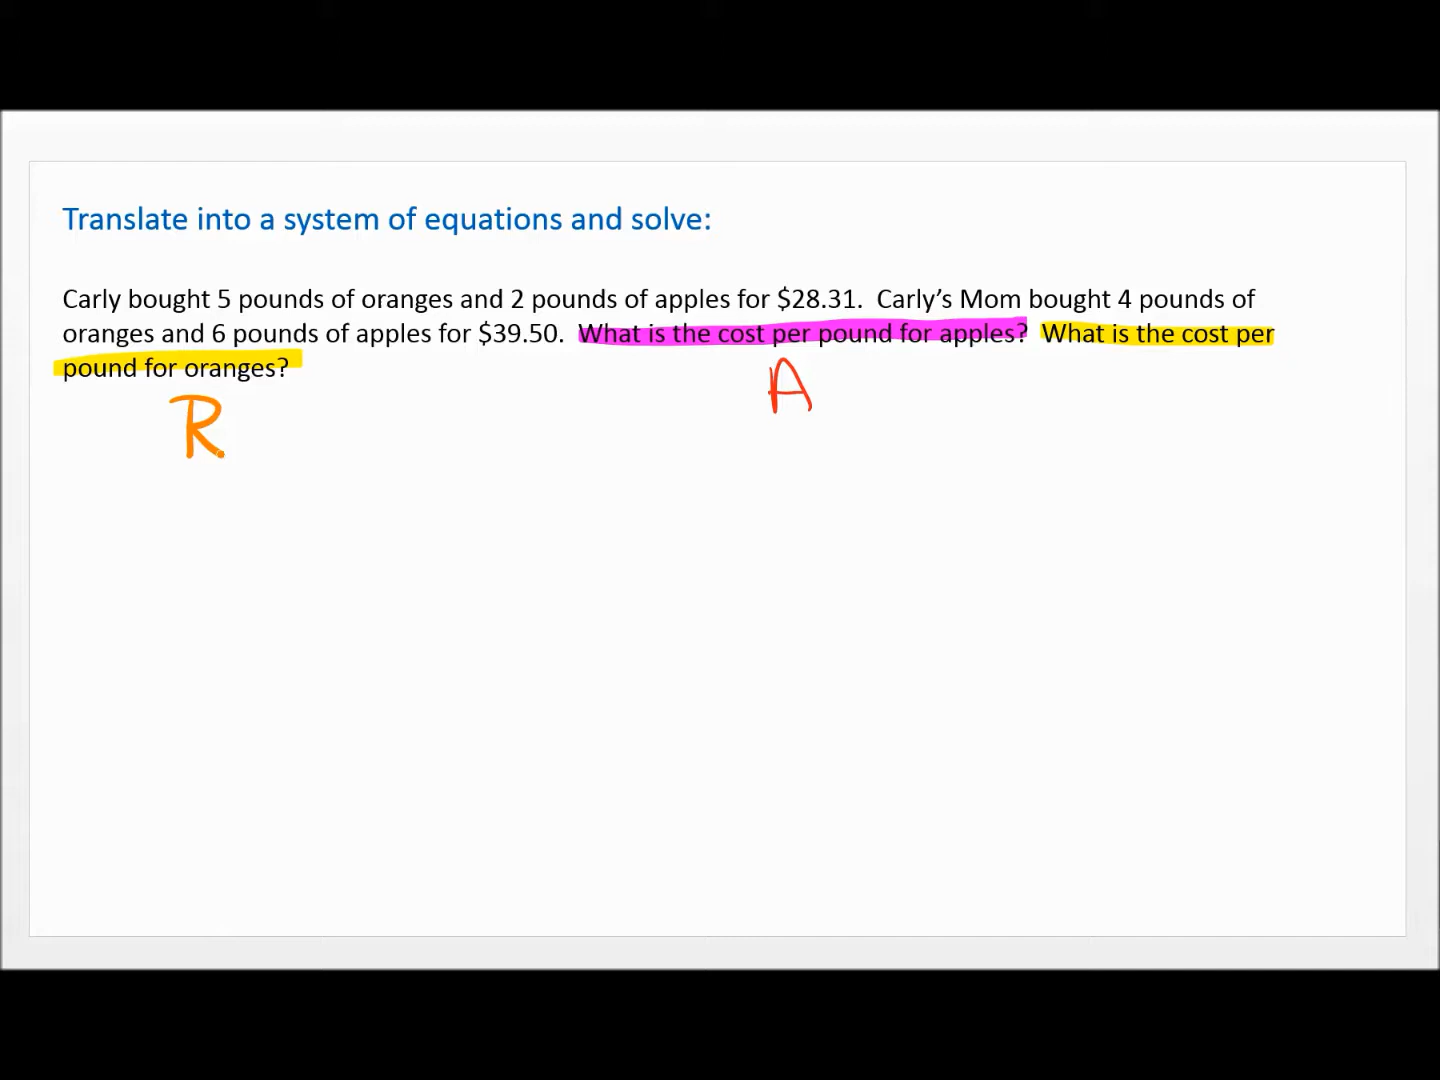 Translate into a system of equations and solve:
Carly bought 5 pounds of oranges and 2 pounds of apples for $28.31. Carly’s Mom bought 4 pounds of
oranges and 6 pounds of apples for $39.50. What is the cost per pound for apples? What is the cost per
pound for oranges?
A
R